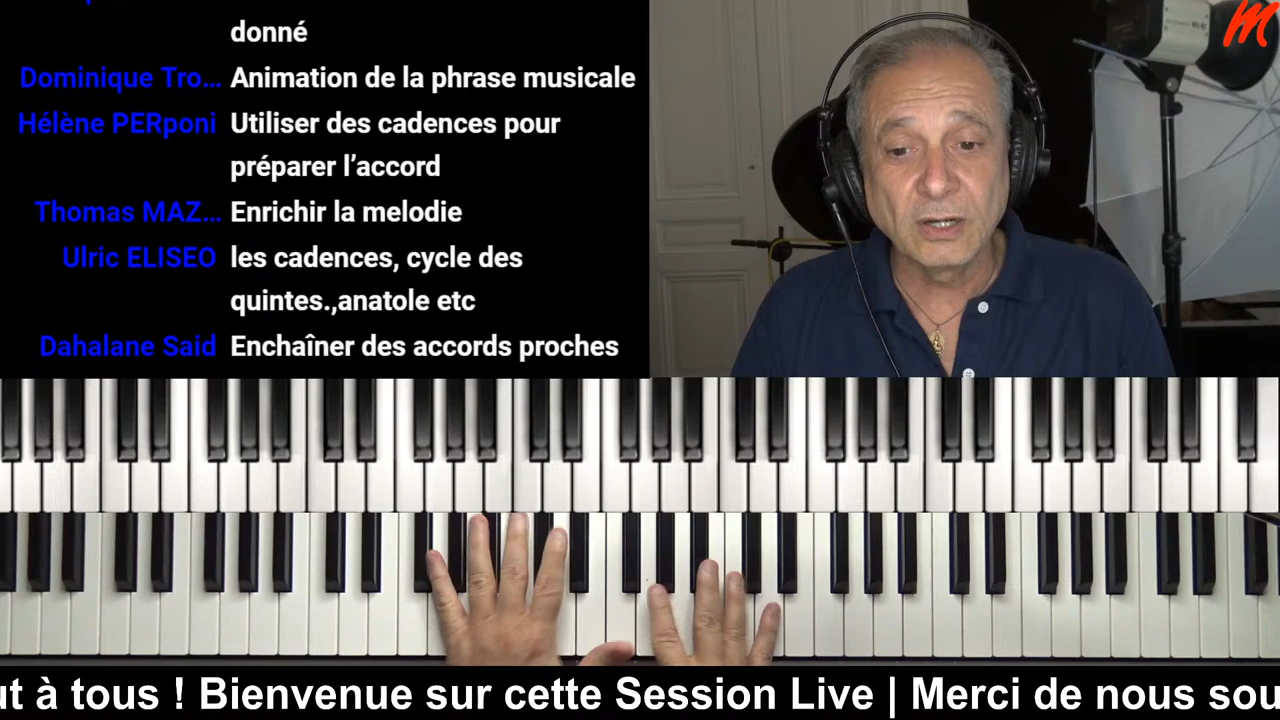 donné
Dominique Tro... Animation de la phrase musicale
Hélène PERponi Utiliser des cadences pour
préparer l’accord
Thomas MAZ... Enrichir la melodie
Ulric ELISEO les cadences, cycle des
quintes.,anatole etc
Dahalane Said Enchaîner des accords proches
ut à tous ! Bienvenue sur cette Session Live | Merci de nous sou